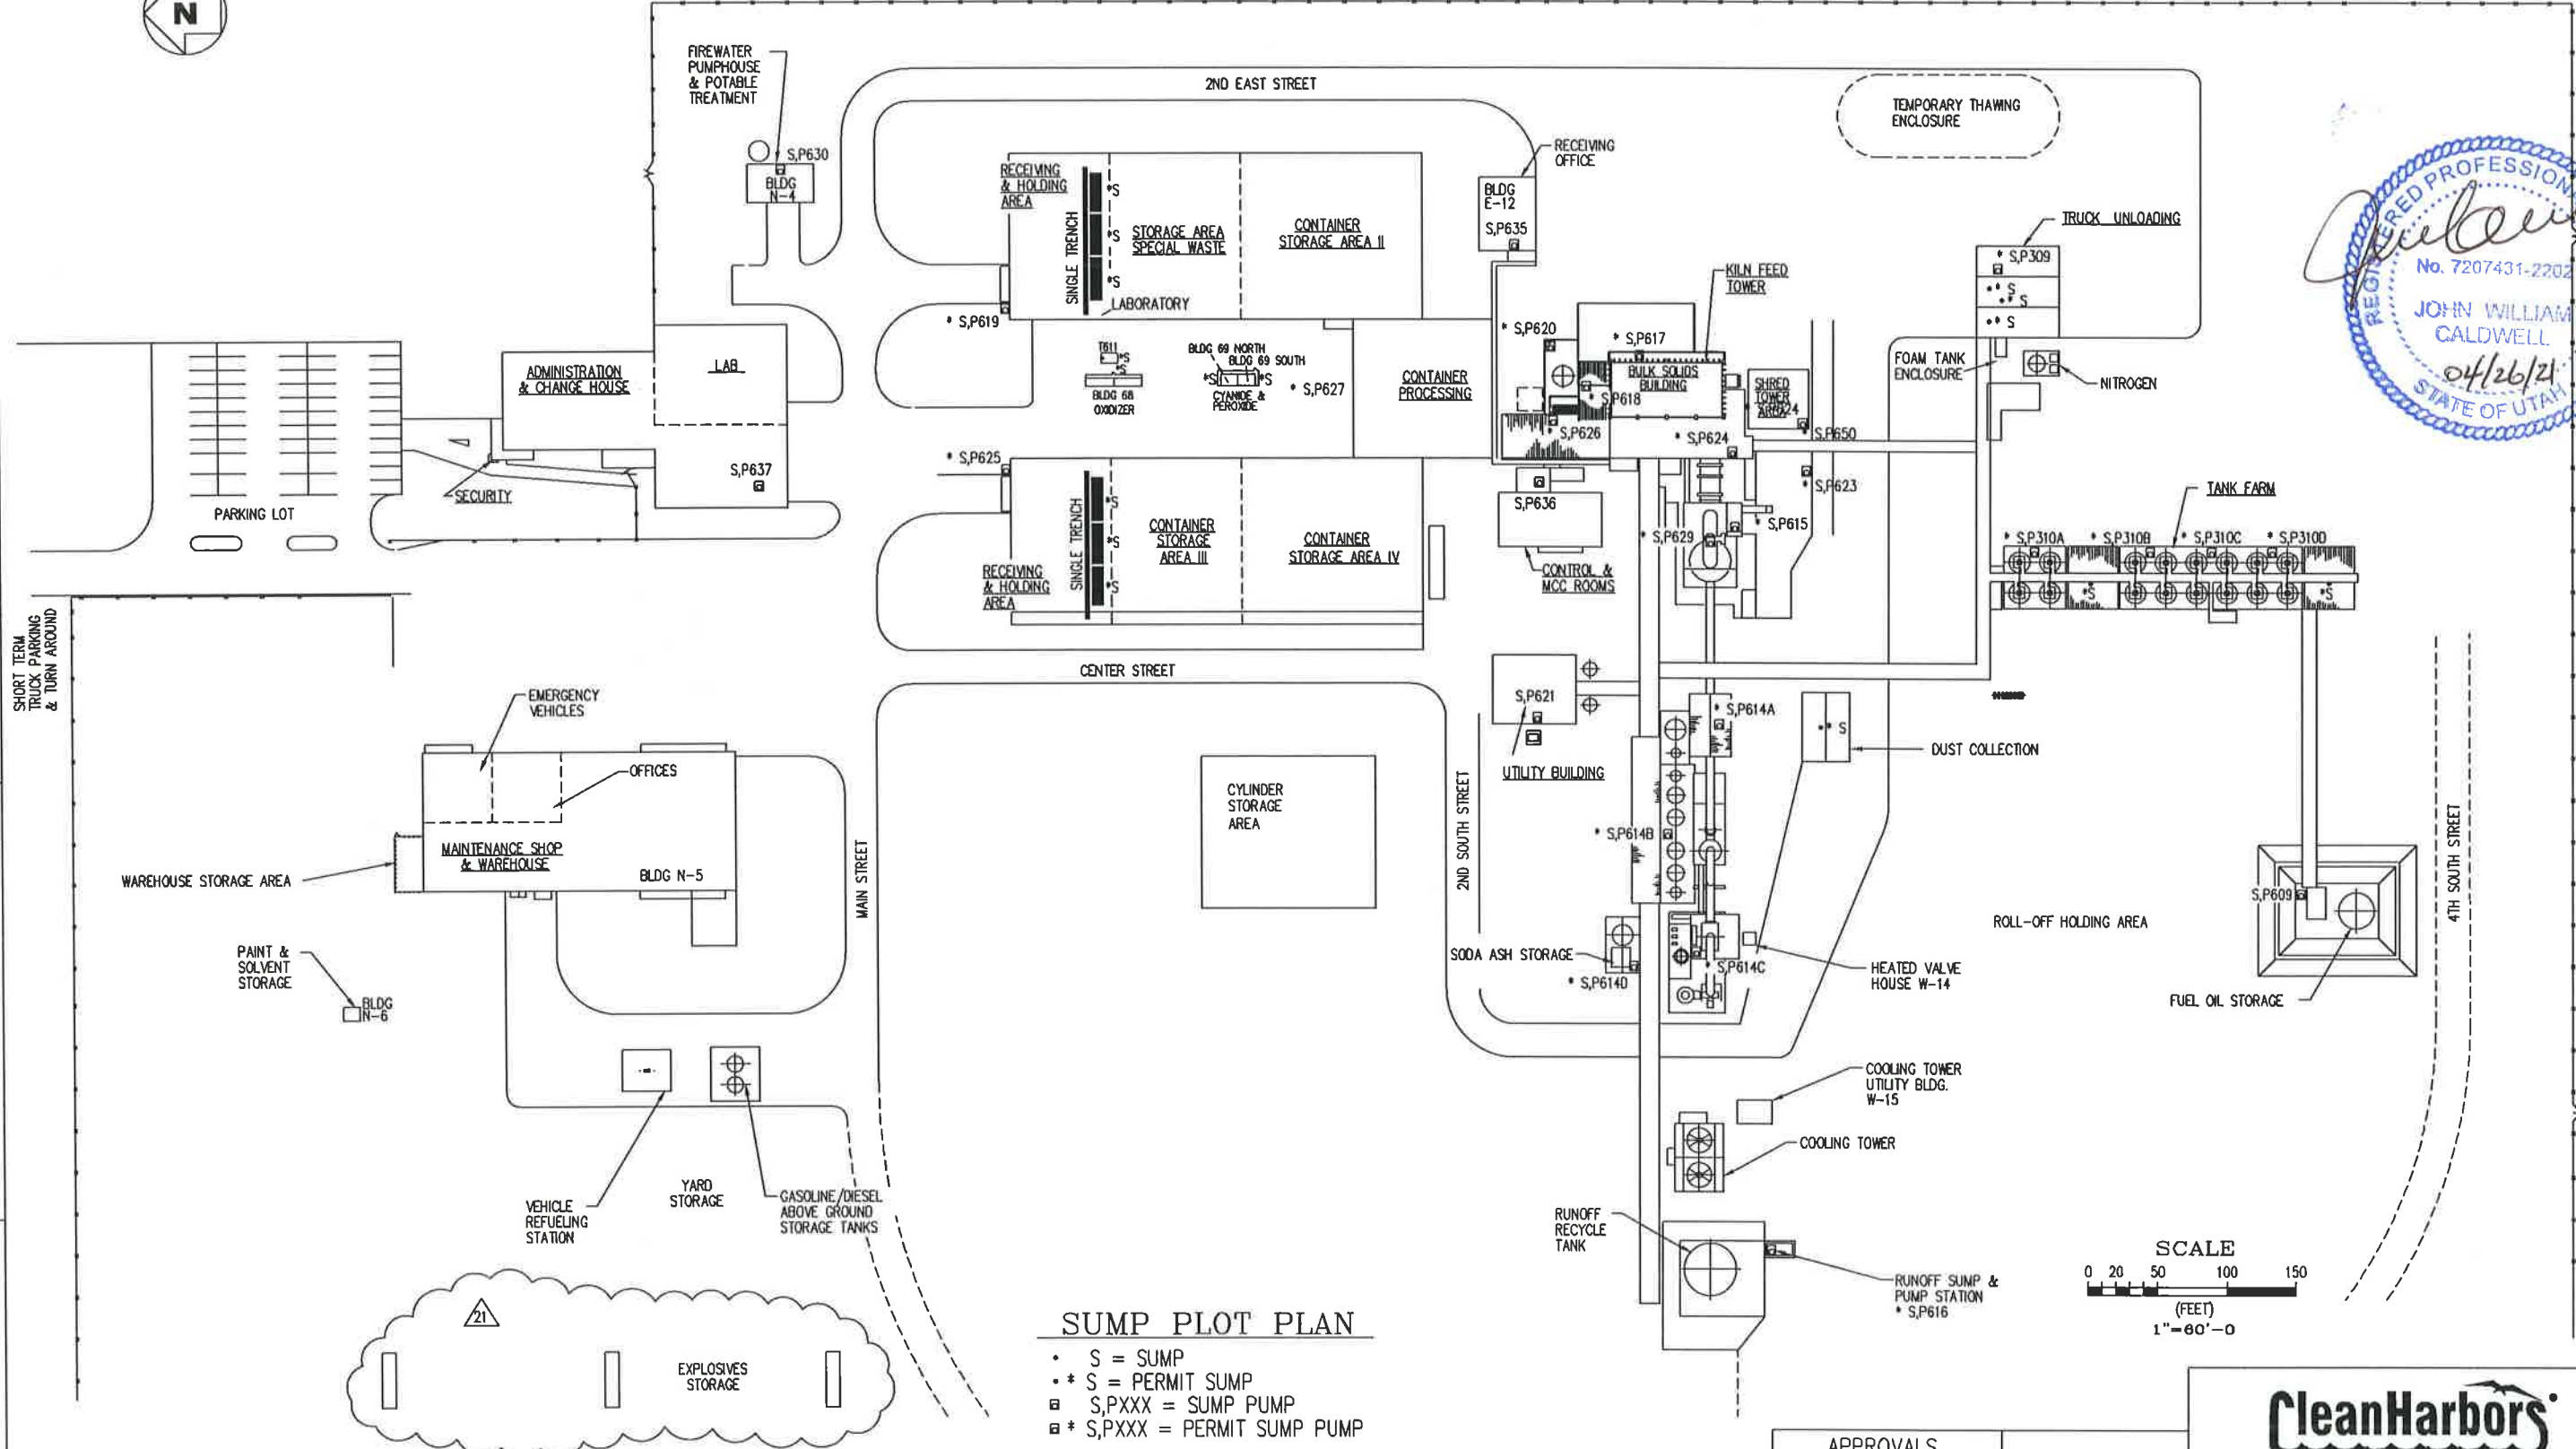 N
FIREWATER
PUMPHOUSE
& POTABLE
TREATMENT
S,P630
BLDG
N-4
2ND EAST STREET
TEMPORARY THAWING
ENCLOSURE
RECEIVING
OFFICE
BLDG
E-12
S,P635
RECEIVING
& HOLDING
AREA
SINGLE TRENCH
*S
*S
*S
STORAGE AREA
SPECIAL WASTE
CONTAINER
STORAGE AREA II
LABORATORY
* S,P619
TRUCK UNLOADING
* S,P309
•* S
•* S
•* S
REGISTERED PROFESSION
No. 7207431-2202
JOHN WILLIAM
CALDWELL
04/26/21
STATE OF UTAH
KILN FEED
TOWER
* S,P620
* S,P617
BULK SOLIDS
BUILDING
* S,P618
SHRED
TOWER
AREA
* S,P626
* S,P624
S,P650
* S,P623
FOAM TANK
ENCLOSURE
NITROGEN
ADMINISTRATION
& CHANGE HOUSE
LAB
S,P637
SECURITY
PARKING LOT
T611
*S
*S
BLDG 68
OXIDIZER
BLDG 69 NORTH
BLDG 69 SOUTH
*S
*S
CYANIDE &
PEROXIDE
* S,P627
CONTAINER
PROCESSING
* S,P625
RECEIVING
& HOLDING
AREA
SINGLE TRENCH
*S
*S
*S
CONTAINER
STORAGE
AREA III
CONTAINER
STORAGE AREA IV
S,P636
CONTROL &
MCC ROOMS
* S,P629
* S,P615
TANK FARM
* S,P310A
* S,P310B
* S,P310C
* S,P310D
*S
*S
SHORT TERM
TRUCK PARKING
& TURN AROUND
CENTER STREET
EMERGENCY
VEHICLES
OFFICES
MAINTENANCE SHOP
& WAREHOUSE
BLDG N-5
WAREHOUSE STORAGE AREA
MAIN STREET
PAINT &
SOLVENT
STORAGE
BLDG
N-6
CYLINDER
STORAGE
AREA
2ND SOUTH STREET
S,P621
UTILITY BUILDING
* S,P614A
•* S
DUST COLLECTION
* S,P614B
SODA ASH STORAGE
* S,P614D
* S,P614C
HEATED VALVE
HOUSE W-14
ROLL-OFF HOLDING AREA
S,P609
FUEL OIL STORAGE
4TH SOUTH STREET
COOLING TOWER
UTILITY BLDG.
W-15
COOLING TOWER
VEHICLE
REFUELING
STATION
YARD
STORAGE
GASOLINE/DIESEL
ABOVE GROUND
STORAGE TANKS
RUNOFF
RECYCLE
TANK
RUNOFF SUMP &
PUMP STATION
* S,P616
SCALE
0 20 50 100 150
(FEET)
1"=60'-0
21
EXPLOSIVES
STORAGE
SUMP PLOT PLAN
• S = SUMP
•* S = PERMIT SUMP
S,PXXX = SUMP PUMP
* S,PXXX = PERMIT SUMP PUMP
APPROVALS
CleanHarbors